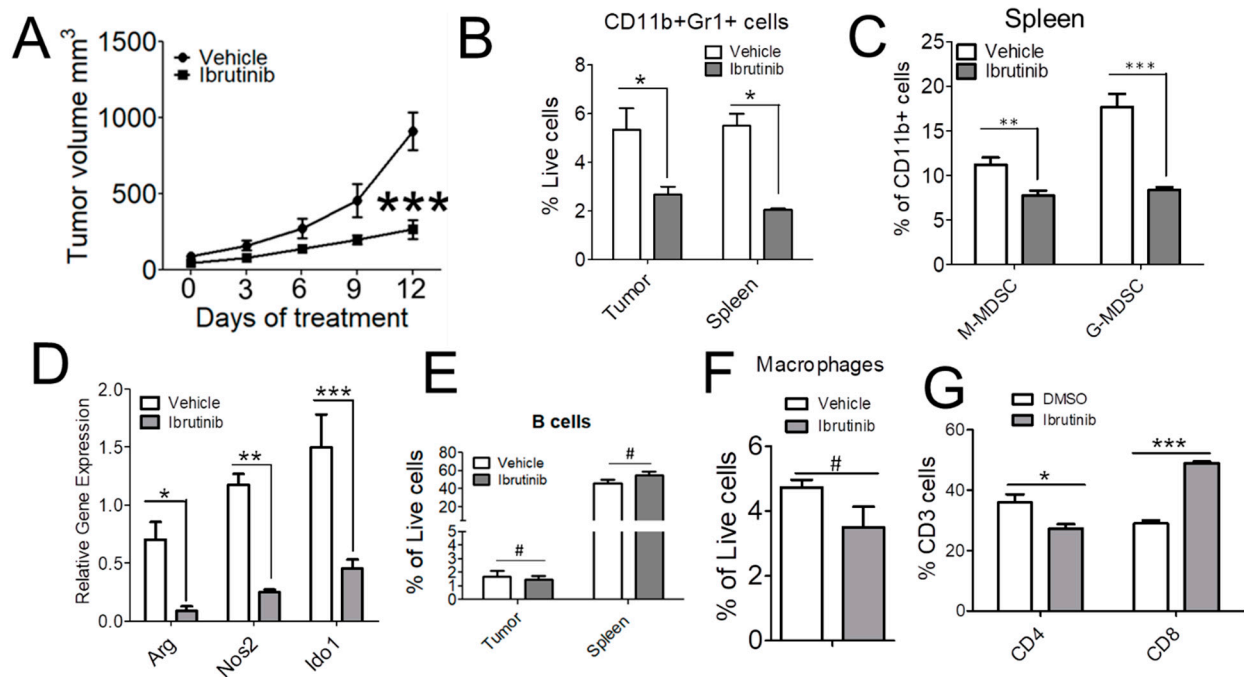 A
1500
1000
500
0
Tumor volume mm³
Vehicle
Ibrutinib
***
0 3 6 9 12
Days of treatment
B
CD11b+Gr1+ cells
Vehicle
Ibrutinib
8
6
4
2
0
% Live cells
*
*
Tumor
Spleen
C
Spleen
Vehicle
Ibrutinib
25
20
15
10
5
0
% of CD11b+ cells
**
***
M-MDSC
G-MDSC
D
2.0
1.5
1.0
0.5
0.0
Relative Gene Expression
Vehicle
Ibrutinib
*
**
***
Arg
Nos2
Ido1
E
B cells
Vehicle
Ibrutinib
80
60
40
20
5
4
3
2
1
0
% of Live cells
#
#
Tumor
Spleen
F
Macrophages
Vehicle
Ibrutinib
6
4
2
0
% of Live cells
#
G
DMSO
Ibrutinib
60
40
20
0
% CD3 cells
*
***
CD4
CD8